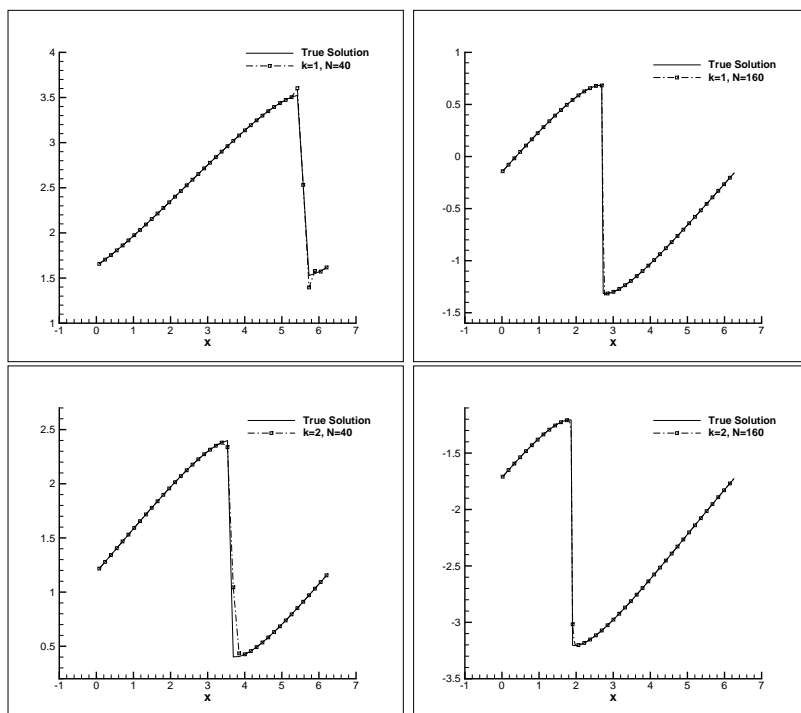 True Solution
k=1, N=40
4
3.5
3
2.5
2
1.5
1
-1 0 1 2 3 4 5 6 7
x
True Solution
k=1, N=160
1
0.5
0
-0.5
-1
-1.5
-1 0 1 2 3 4 5 6 7
x
True Solution
k=2, N=40
2.5
2
1.5
1
0.5
-1 0 1 2 3 4 5 6 7
x
True Solution
k=2, N=160
-1.5
-2
-2.5
-3
-3.5
-1 0 1 2 3 4 5 6 7
x